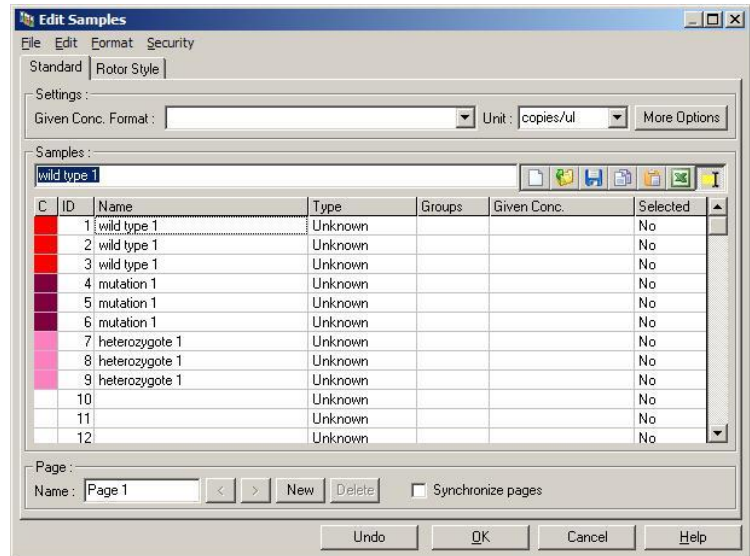 Edit Samples
File Edit Format Security
Standard Rotor Style
Settings :
Given Conc. Format : Unit : copies/ul More Options
Samples :
wild type 1
C ID Name Type Groups Given Conc. Selected
1 wild type 1 Unknown No
2 wild type 1 Unknown No
3 wild type 1 Unknown No
4 mutation 1 Unknown No
5 mutation 1 Unknown No
6 mutation 1 Unknown No
7 heterozygote 1 Unknown No
8 heterozygote 1 Unknown No
9 heterozygote 1 Unknown No
10 Unknown No
11 Unknown No
12 Unknown No
Page :
Name : Page 1 < > New Delete Synchronize pages
Undo OK Cancel Help